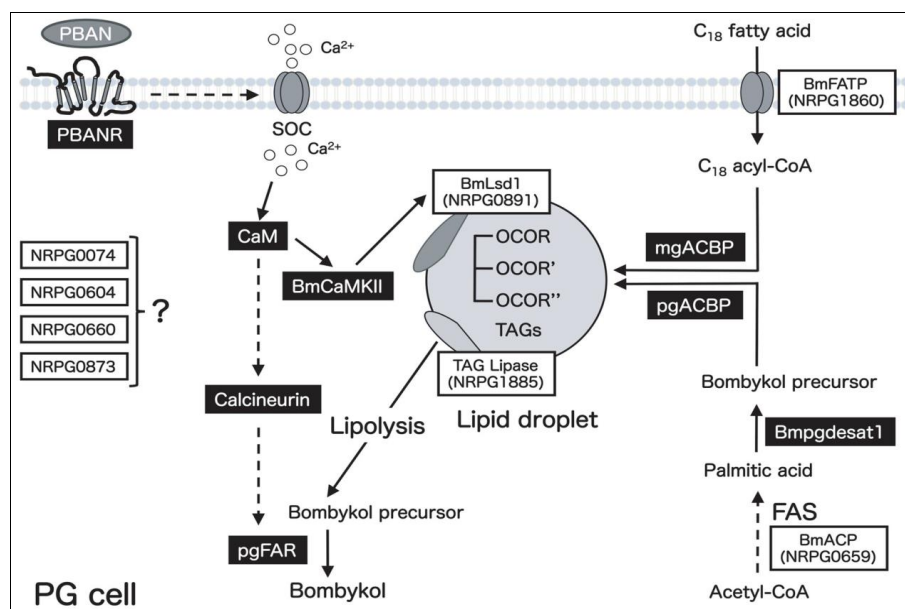 PBAN
PBANR
Ca2+
SOC
Ca2+
C18 fatty acid
BmFATP
(NRPG1860)
C18 acyl-CoA
BmLsd1
(NRPG0891)
CaM
BmCaMKII
OCOR
OCOR'
OCOR''
TAGs
mgACBP
pgACBP
NRPG0074
NRPG0604
NRPG0660
NRPG0873
?
TAG Lipase
(NRPG1885)
Lipid droplet
Calcineurin
Lipolysis
Bombykol precursor
Bmpgdesat1
Palmitic acid
FAS
BmACP
(NRPG0659)
Acetyl-CoA
Bombykol precursor
pgFAR
Bombykol
PG cell